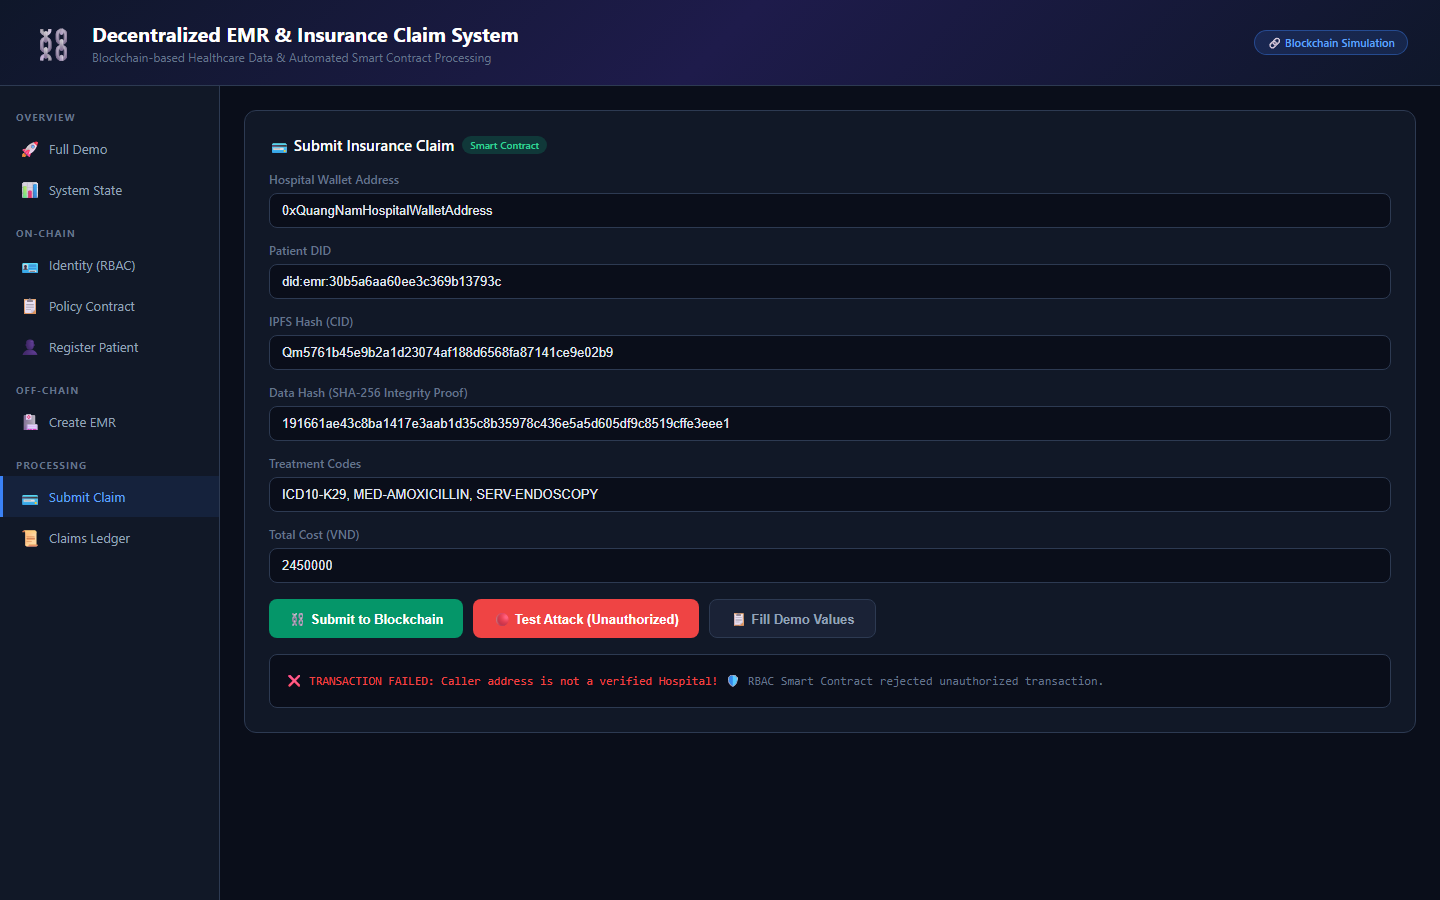 Decentralized EMR & Insurance Claim System
Blockchain-based Healthcare Data & Automated Smart Contract Processing
Blockchain Simulation
OVERVIEW
Full Demo
System State
ON-CHAIN
Identity (RBAC)
Policy Contract
Register Patient
OFF-CHAIN
Create EMR
PROCESSING
Submit Claim
Claims Ledger
Submit Insurance Claim Smart Contract
Hospital Wallet Address
0xQuangNamHospitalWalletAddress
Patient DID
did:emr:30b5a6aa60ee3c369b13793c
IPFS Hash (CID)
Qm5761b45e9b2a1d23074af188d6568fa87141ce9e02b9
Data Hash (SHA-256 Integrity Proof)
191661ae43c8ba1417e3aab1d35c8b35978c436e5a5d605df9c8519cffe3eee1
Treatment Codes
ICD10-K29, MED-AMOXICILLIN, SERV-ENDOSCOPY
Total Cost (VND)
2450000
Submit to Blockchain
Test Attack (Unauthorized)
Fill Demo Values
TRANSACTION FAILED: Caller address is not a verified Hospital! RBAC Smart Contract rejected unauthorized transaction.